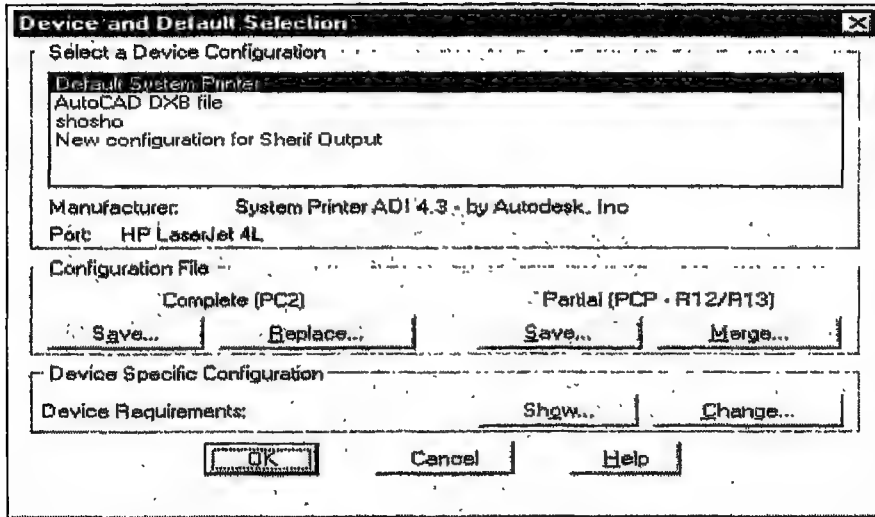 Device and Default Selection
Select a Device Configuration
Default System Printer
AutoCAD DXB file
shosho
New configuration for Sherif Output
Manufacturer: System Printer ADI 4.3 - by Autodesk, Inc
Port: HP LaserJet 4L
Configuration File
Complete (PC2) Partial (PCP - R12/R13)
Save... Replace... Save... Merge...
Device Specific Configuration
Device Requirements: Show... Change...
OK Cancel Help